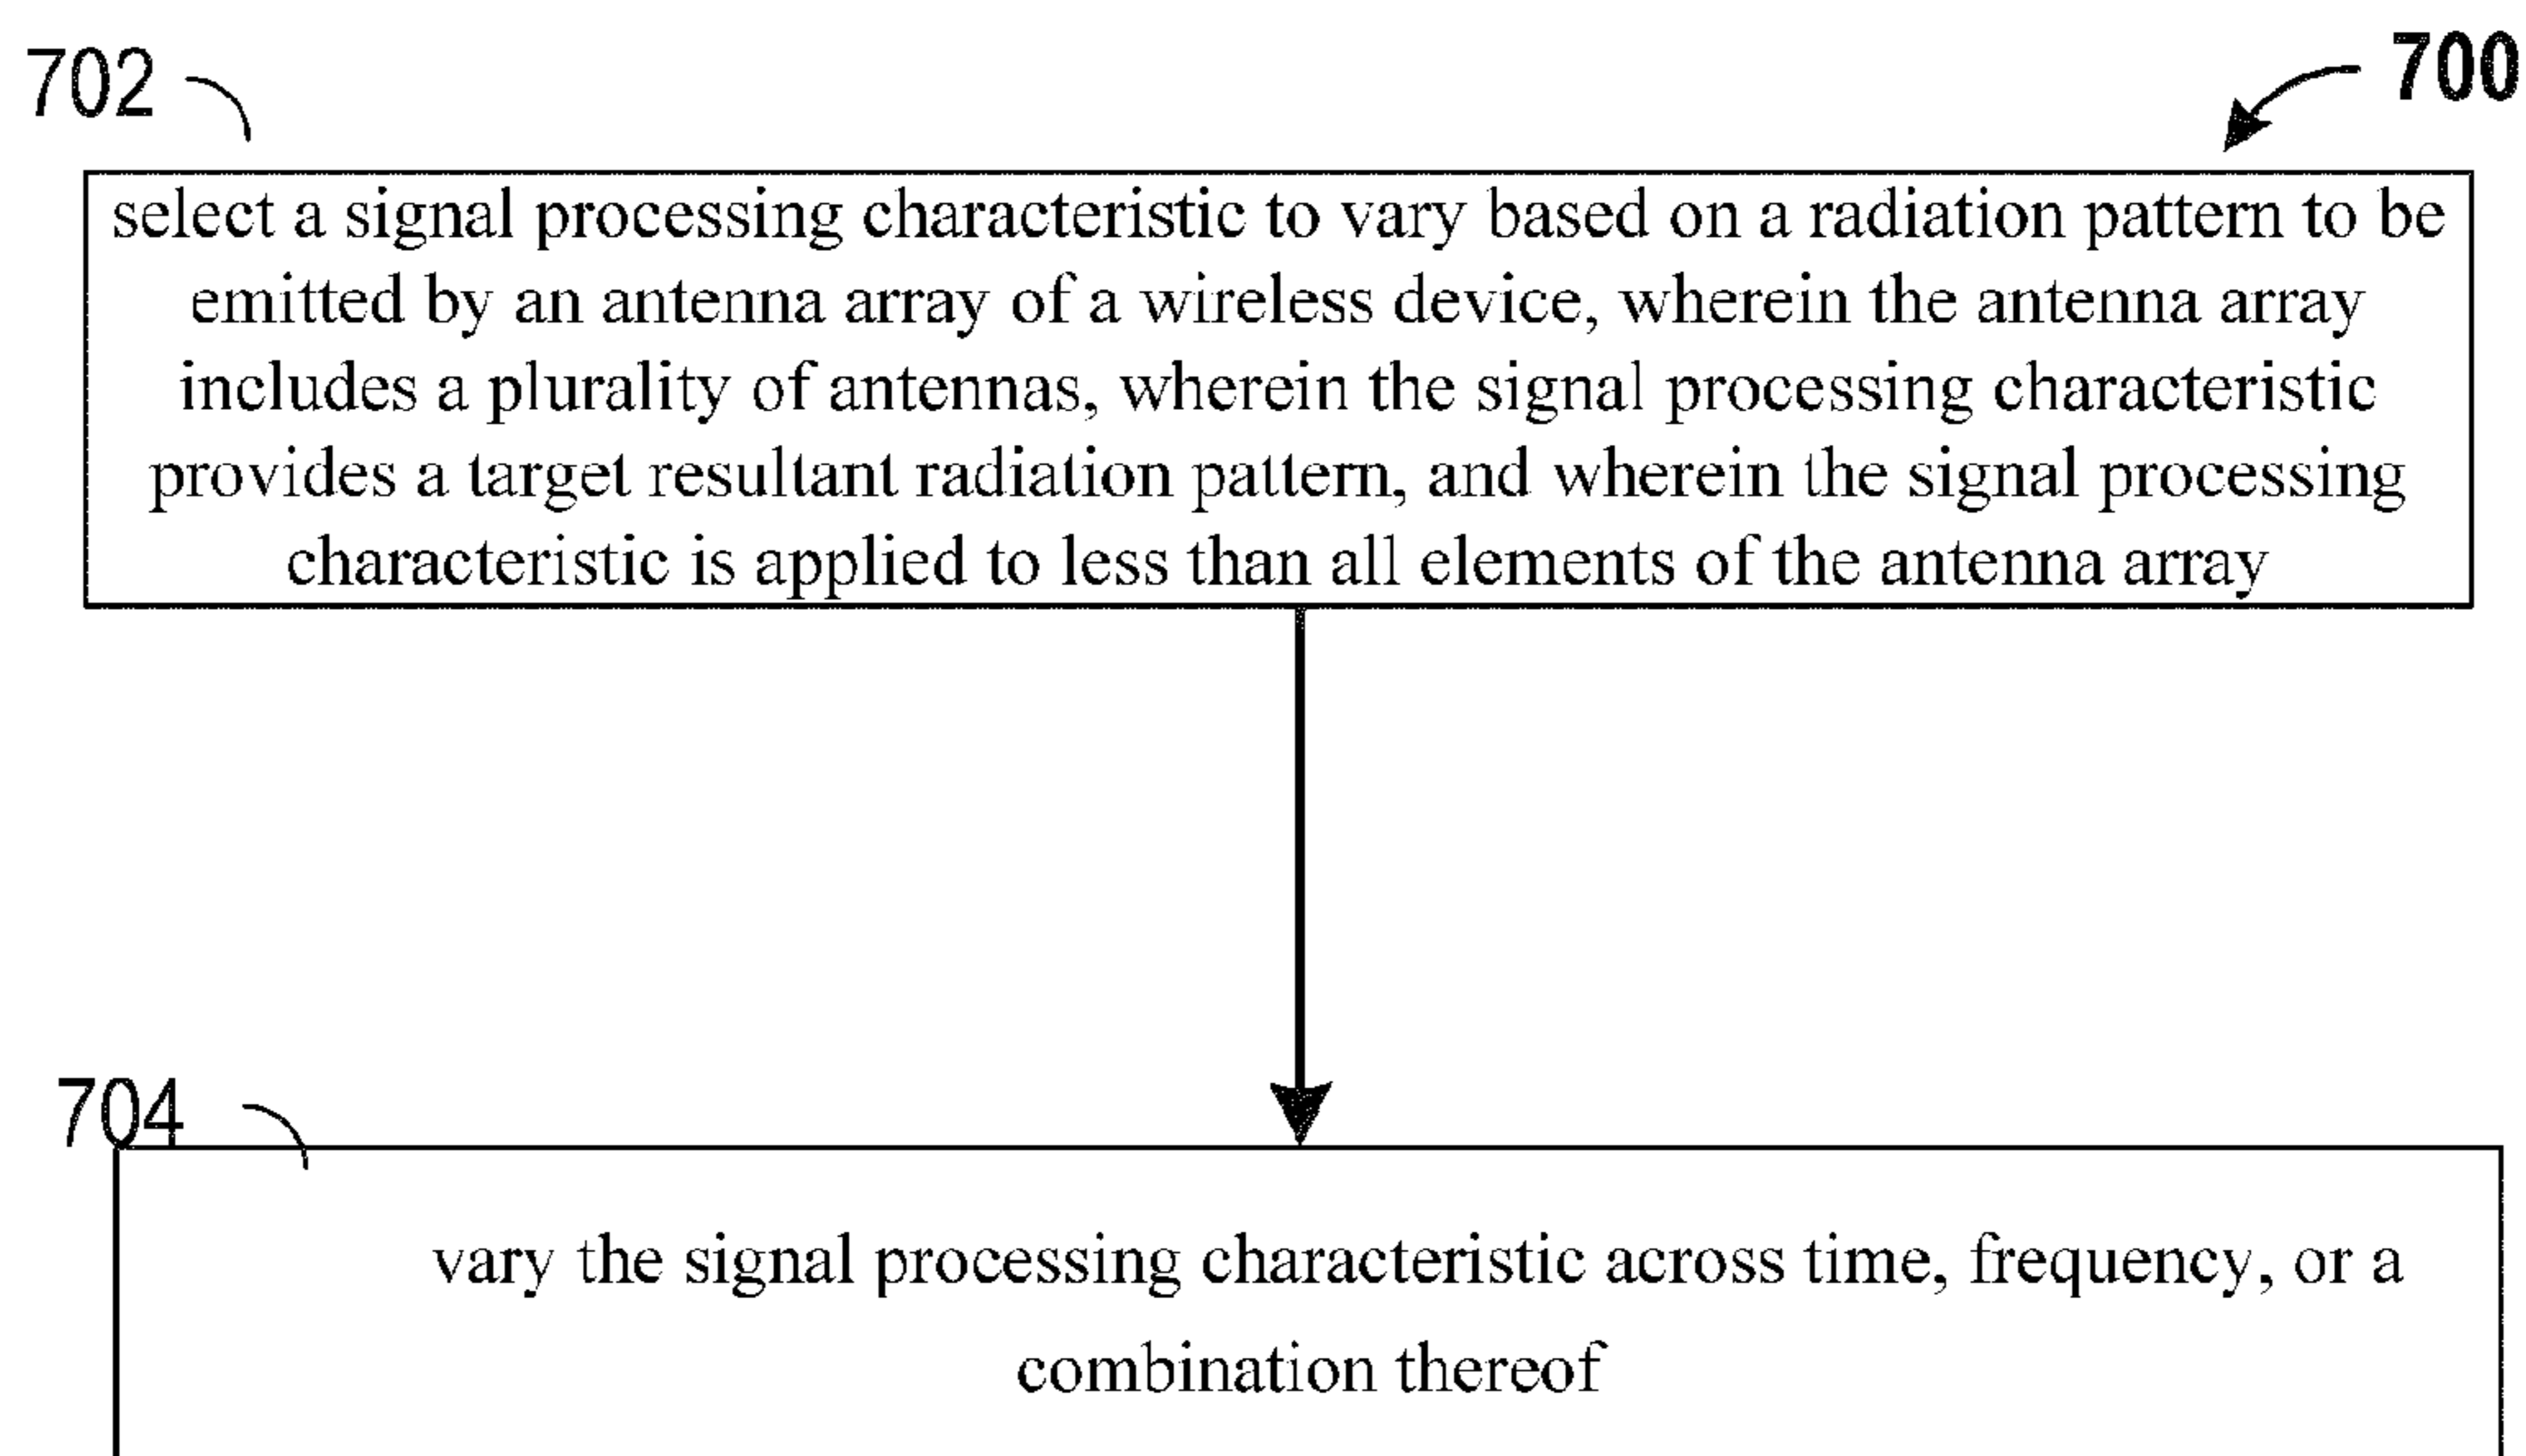 702
700
select a signal processing characteristic to vary based on a radiation pattern to be
emitted by an antenna array of a wireless device, wherein the antenna array
includes a plurality of antennas, wherein the signal processing characteristic
provides a target resultant radiation pattern, and wherein the signal processing
characteristic is applied to less than all elements of the antenna array
704
vary the signal processing characteristic across time, frequency, or a
combination thereof